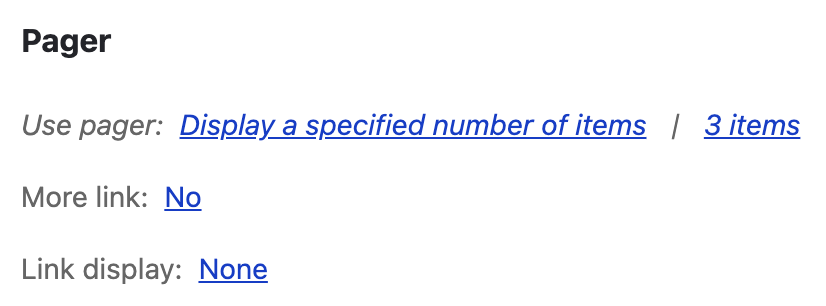 Pager
Use pager: Display a specified number of items | 3 items
More link: No
Link display: None